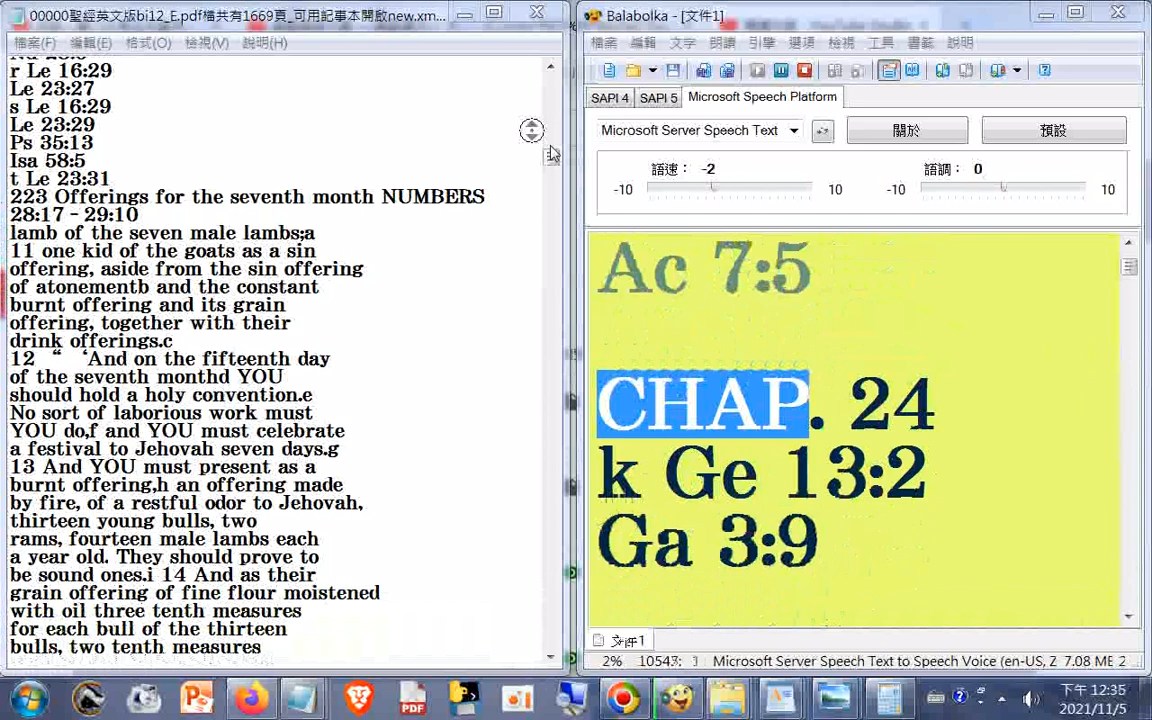 00000聖經英文版bi12_E.pdf檔共有1669頁_可用記事本開啟new.xm...
檔案(F) 編輯(E) 格式(O) 檢視(V) 說明(H)
r Le 16:29
Le 23:27
s Le 16:29
Le 23:29
Ps 35:13
Isa 58:5
t Le 23:31
223 Offerings for the seventh month NUMBERS
28:17 - 29:10
lamb of the seven male lambs;a
11 one kid of the goats as a sin
offering, aside from the sin offering
of atonementb and the constant
burnt offering and its grain
offering, together with their
drink offerings.c
12 “ ‘And on the fifteenth day
of the seventh monthd YOU
should hold a holy convention.e
No sort of laborious work must
YOU do,f and YOU must celebrate
a festival to Jehovah seven days.g
13 And YOU must present as a
burnt offering,h an offering made
by fire, of a restful odor to Jehovah,
thirteen young bulls, two
rams, fourteen male lambs each
a year old. They should prove to
be sound ones.i 14 And as their
grain offering of fine flour moistened
with oil three tenth measures
for each bull of the thirteen
bulls, two tenth measures
Balabolka - [文件1]
檔案 編輯 文字 朗讀 引擎 選項 檢視 工具 書籤 說明
SAPI 4 SAPI 5 Microsoft Speech Platform
Microsoft Server Speech Text 關於 預設
語速: -2 語調: 0
-10 10 -10 10
Ac 7:5
CHAP. 24
k Ge 13:2
Ga 3:9
文件1
2% Microsoft Server Speech Text to Speech Voice (en-US, Z 7.08 ME 2
PDF
下午 12:35
2021/11/5